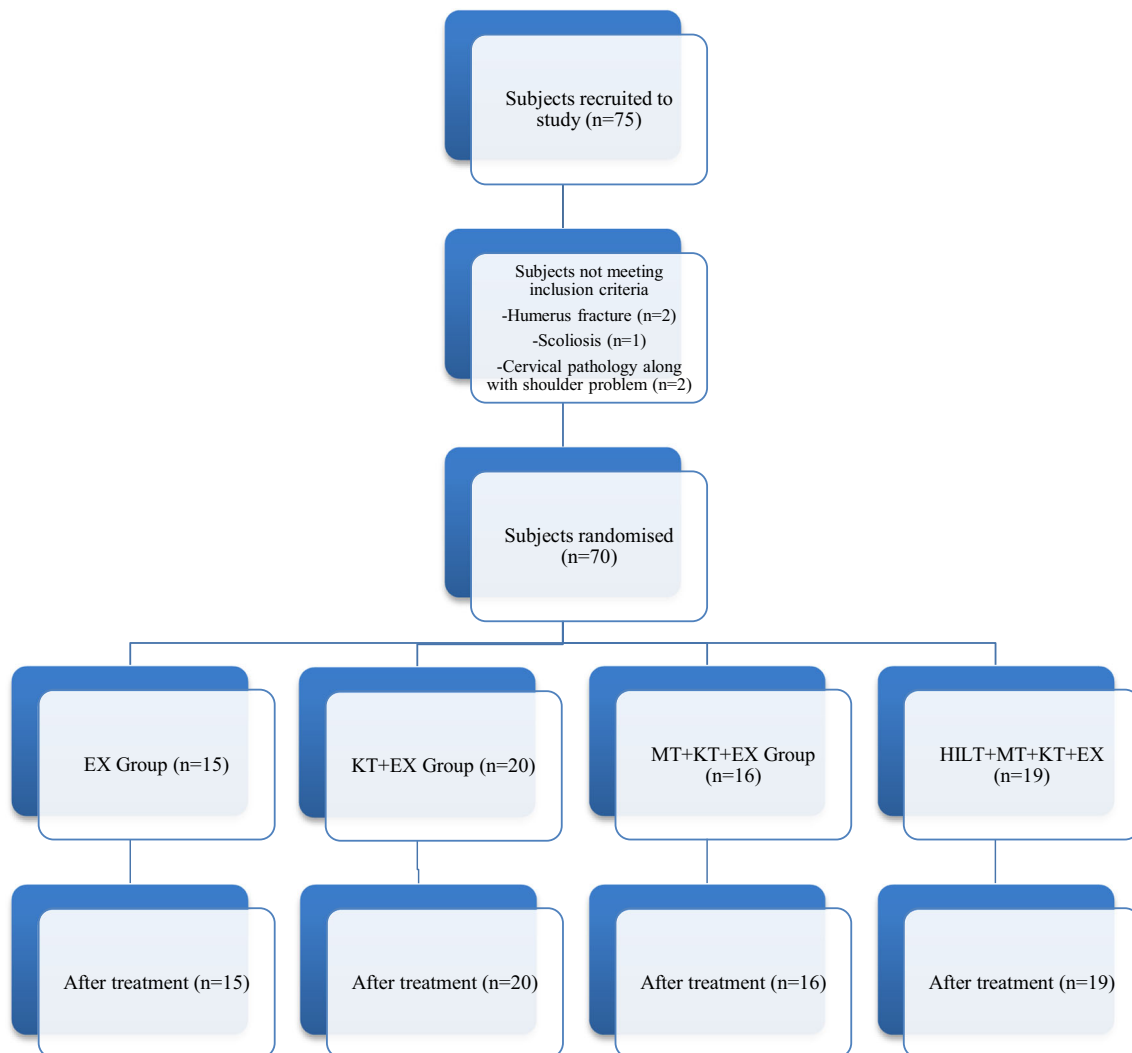 Subjects recruited to
study (n=75)
Subjects not meeting
inclusion criteria
-Humerus fracture (n=2)
-Scoliosis (n=1)
-Cervical pathology along
with shoulder problem (n=2)
Subjects randomised
(n=70)
EX Group (n=15)
KT+EX Group (n=20)
MT+KT+EX Group
(n=16)
HILT+MT+KT+EX
(n=19)
After treatment (n=15)
After treatment (n=20)
After treatment (n=16)
After treatment (n=19)